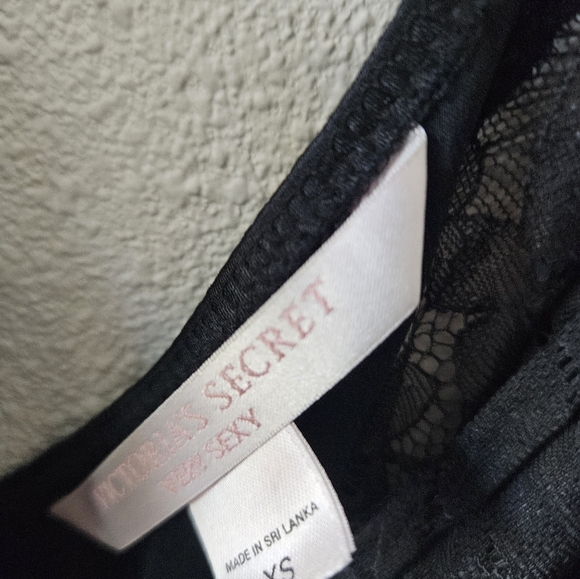 VICTORIA'S SECRET
VERY SEXY
MADE IN SRI LANKA
XS